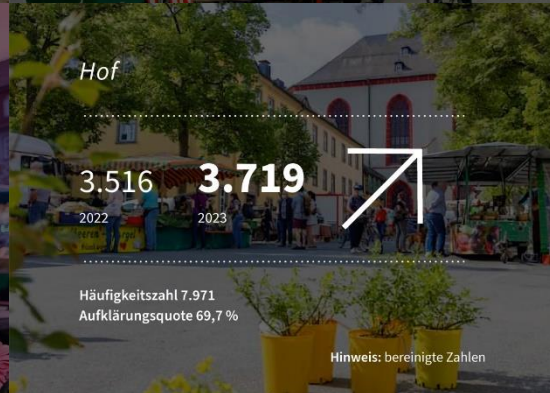 Hof
3.516 3.719
2022 2023
Häufigkeitszahl 7.971
Aufklärungsquote 69,7 %
Hinweis: bereinigte Zahlen